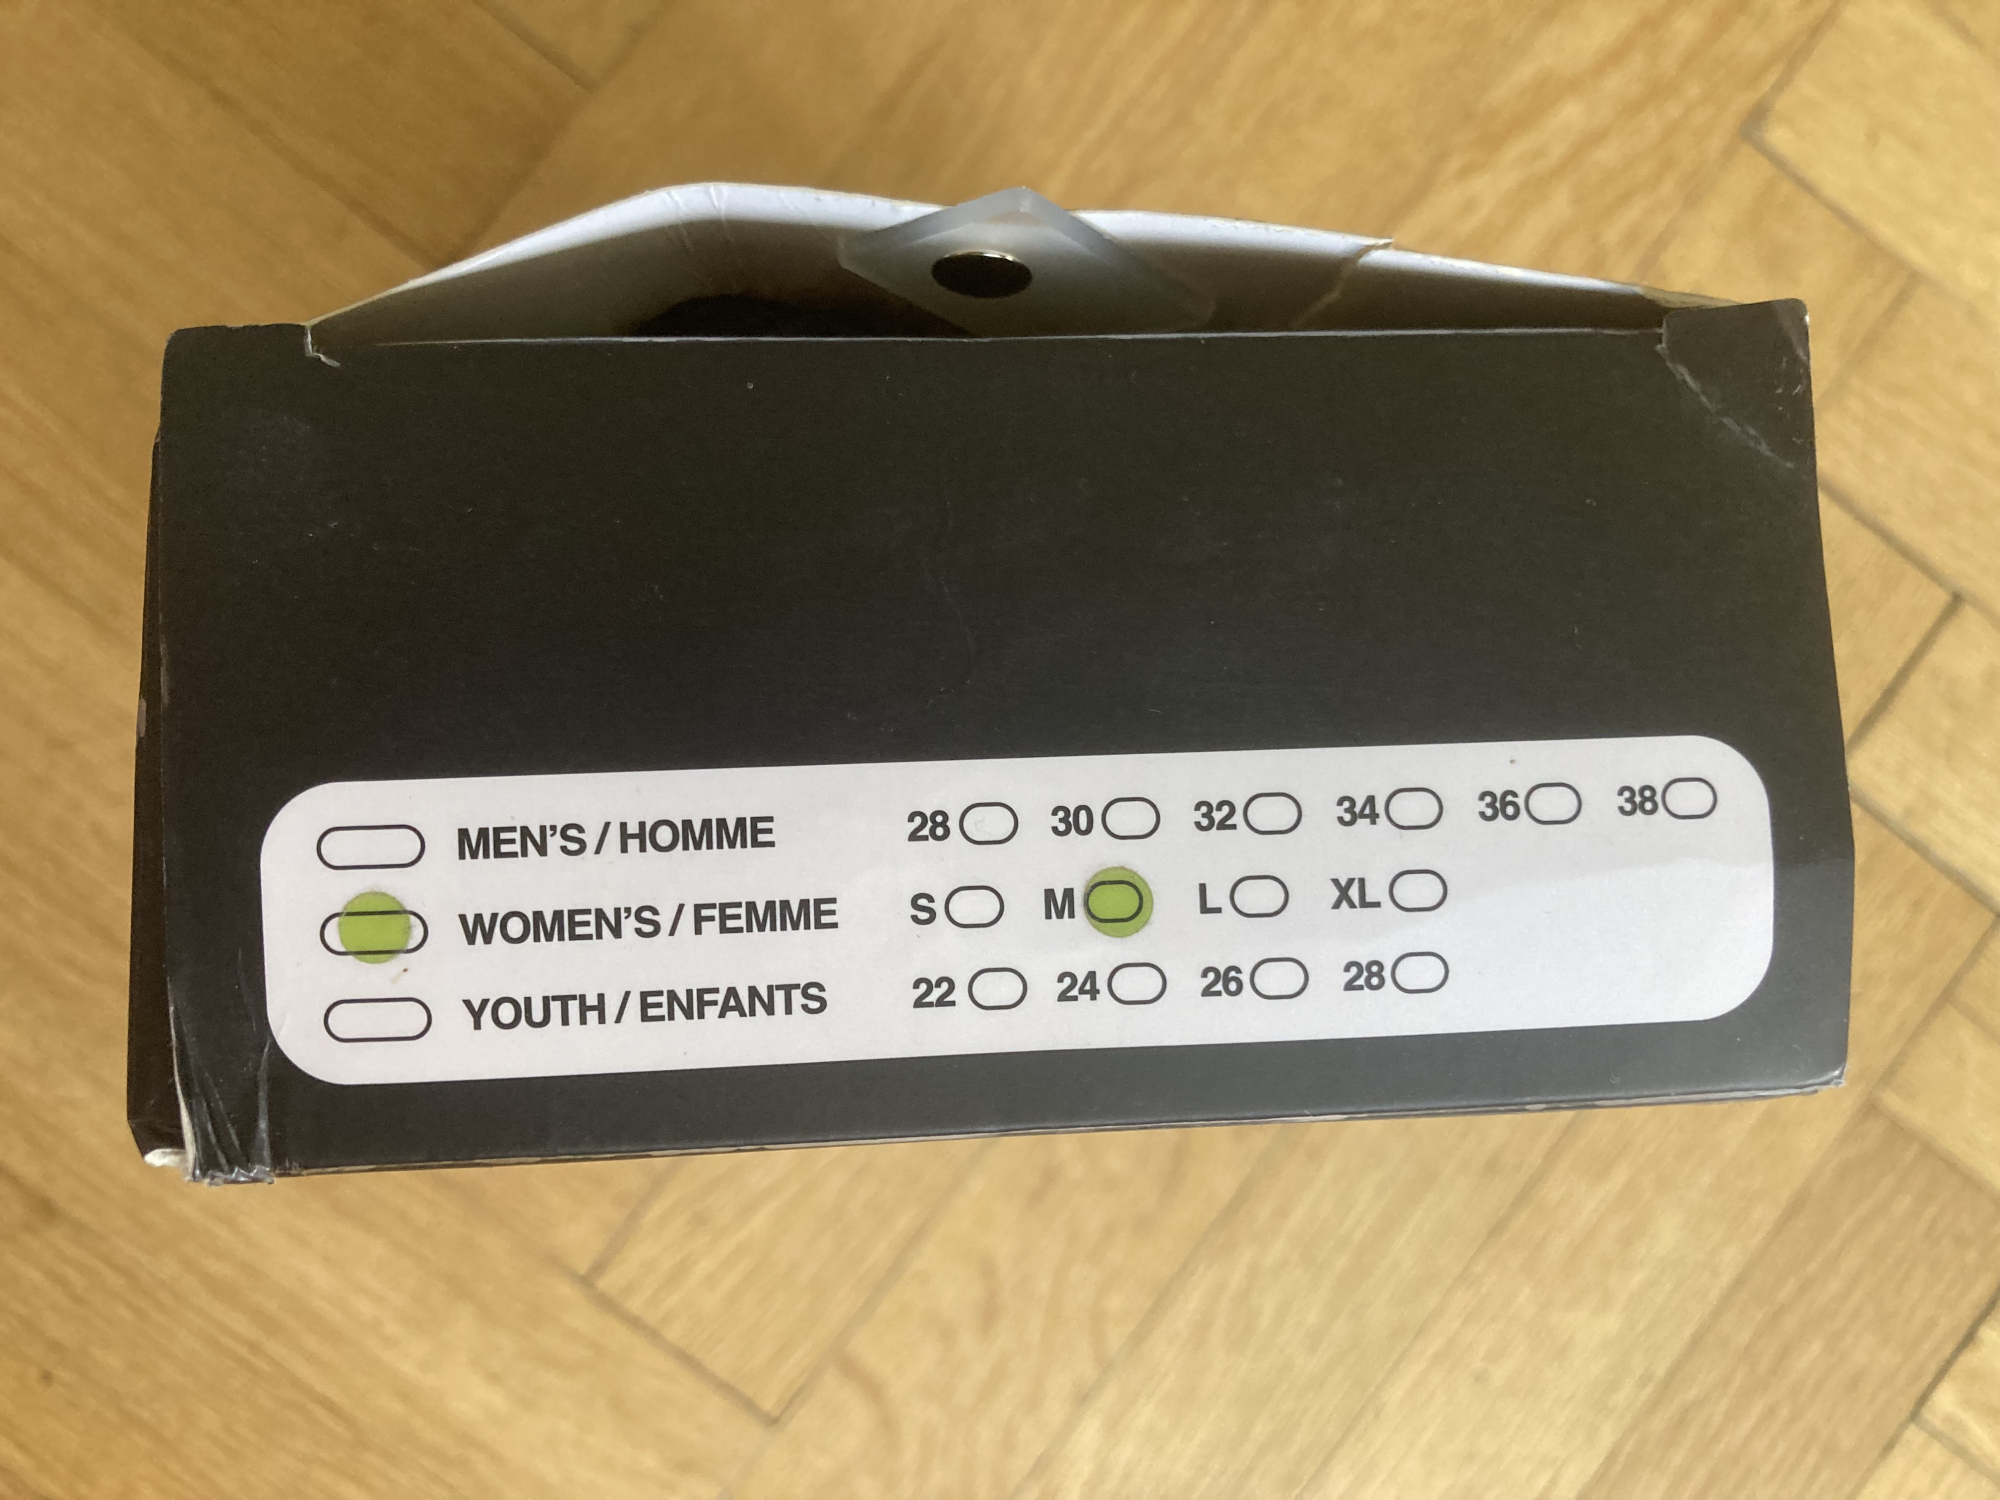 MEN'S / HOMME 28 30 32 34 36 38
WOMEN'S / FEMME S M L XL
YOUTH / ENFANTS 22 24 26 28